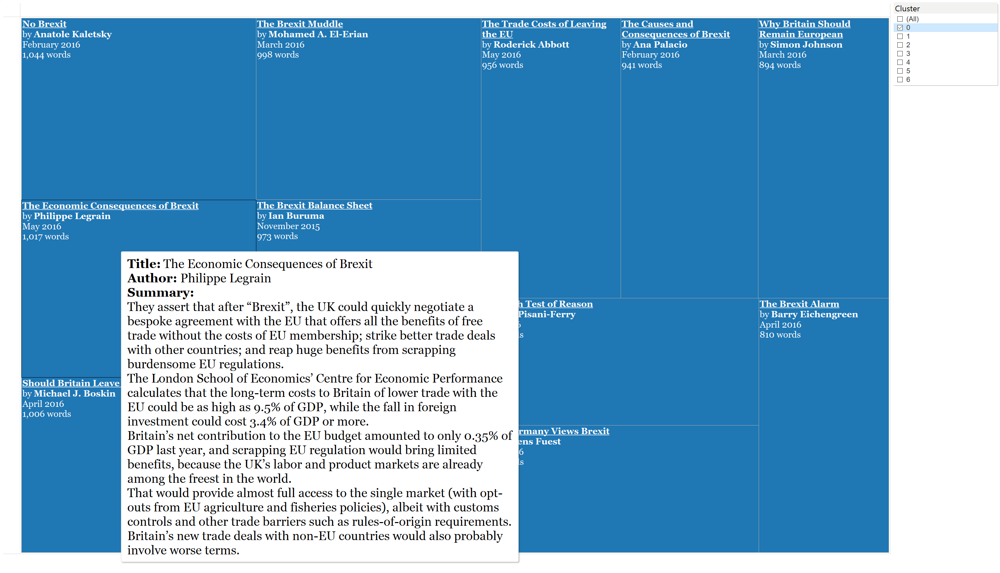 No Brexit
by Anatole Kaletsky
February 2016
1,044 words
The Brexit Muddle
by Mohamed A. El-Erian
March 2016
998 words
The Trade Costs of Leaving
the EU
by Roderick Abbott
May 2016
956 words
The Causes and
Consequences of Brexit
by Ana Palacio
February 2016
941 words
Why Britain Should
Remain European
by Simon Johnson
March 2016
894 words
Cluster
(All)
0
1
2
3
4
5
6
The Economic Consequences of Brexit
by Philippe Legrain
May 2016
1,017 words
The Brexit Balance Sheet
by Ian Buruma
November 2015
973 words
Title: The Economic Consequences of Brexit
Author: Philippe Legrain
Summary:
They assert that after “Brexit”, the UK could quickly negotiate a
bespoke agreement with the EU that offers all the benefits of free
trade without the costs of EU membership; strike better trade deals
with other countries; and reap huge benefits from scrapping
burdensome EU regulations.
The London School of Economics’ Centre for Economic Performance
calculates that the long-term costs to Britain of lower trade with the
EU could be as high as 9.5% of GDP, while the fall in foreign
investment could cost 3.4% of GDP or more.
Britain’s net contribution to the EU budget amounted to only 0.35% of
GDP last year, and scrapping EU regulation would bring limited
benefits, because the UK’s labor and product markets are already
among the freest in the world.
That would provide almost full access to the single market (with opt-
outs from EU agriculture and fisheries policies), albeit with customs
controls and other trade barriers such as rules-of-origin requirements.
Britain’s new trade deals with non-EU countries would also probably
involve worse terms.
Test of Reason
Pisani-Ferry
The Brexit Alarm
by Barry Eichengreen
April 2016
810 words
Should Britain Leave
by Michael J. Boskin
April 2016
1,006 words
Views Brexit
Fuest